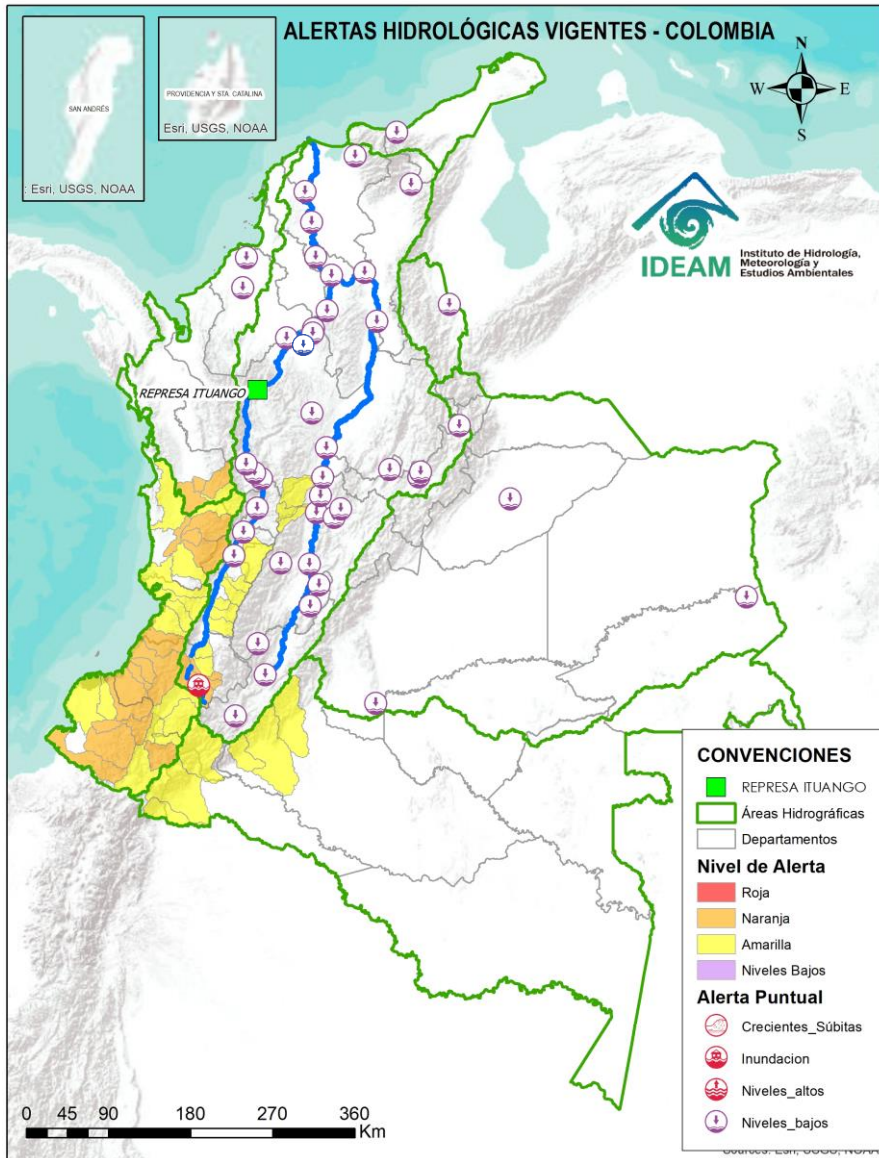 ALERTAS HIDROLÓGICAS VIGENTES - COLOMBIA
SAN ANDRÉS
: Esri, USGS, NOAA
PROVIDENCIA Y STA. CATALINA
Esri, USGS, NOAA
N
W
E
S
IDEAM
Instituto de Hidrología,
Meteorología y
Estudios Ambientales
REPRESA ITUANGO
CONVENCIONES
REPRESA ITUANGO
Áreas Hidrográficas
Departamentos
Nivel de Alerta
Roja
Naranja
Amarilla
Niveles Bajos
Alerta Puntual
Crecientes_Súbitas
Inundacion
Niveles_altos
Niveles_bajos
0 45 90 180 270 360
Km
Sources: Esri, USGS, NOAA